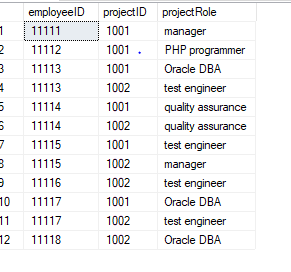 employeeID projectID projectRole
1 11111 1001 manager
2 11112 1001 PHP programmer
3 11113 1001 Oracle DBA
4 11113 1002 test engineer
5 11114 1001 quality assurance
6 11114 1002 quality assurance
7 11115 1001 test engineer
8 11115 1002 manager
9 11116 1002 test engineer
10 11117 1001 Oracle DBA
11 11117 1002 test engineer
12 11118 1002 Oracle DBA